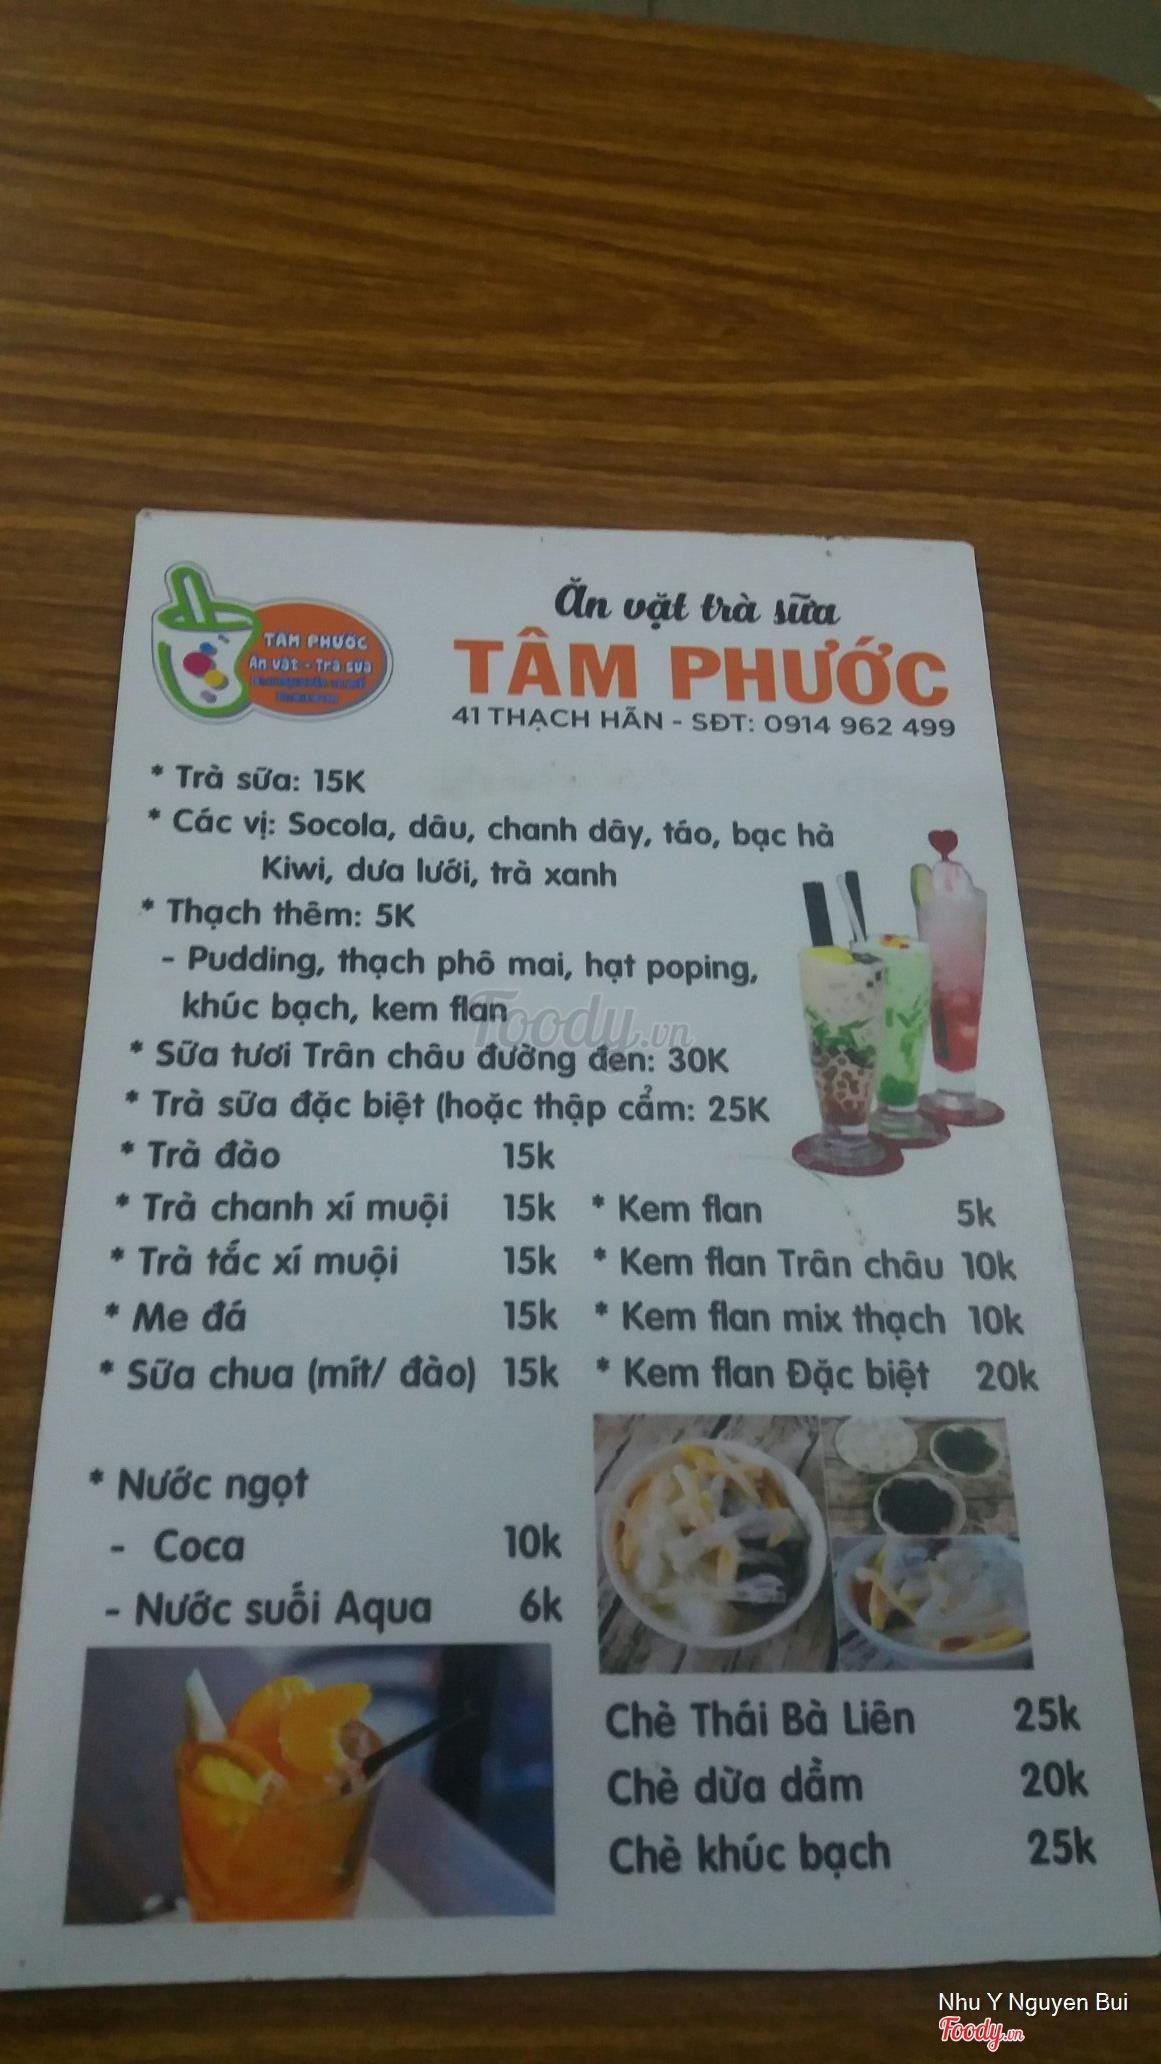 Ăn vặt trà sữa
TÂM PHƯỚC
41 THẠCH HÃN - SĐT: 0914 962 499
TÂM PHƯỚC
Ăn vặt - Trà sữa
* Trà sữa: 15K
* Các vị: Socola, dâu, chanh dây, táo, bạc hà
Kiwi, dưa lưới, trà xanh
* Thạch thêm: 5K
- Pudding, thạch phô mai, hạt poping,
khúc bạch, kem flan
* Sữa tươi Trân châu đường đen: 30K
* Trà sữa đặc biệt (hoặc thập cẩm: 25K
* Trà đào 15k
* Trà chanh xí muội 15k
* Trà tắc xí muội 15k
* Me đá 15k
* Sữa chua (mít/ đào) 15k
* Kem flan 5k
* Kem flan Trân châu 10k
* Kem flan mix thạch 10k
* Kem flan Đặc biệt 20k
* Nước ngọt
- Coca 10k
- Nước suối Aqua 6k
Chè Thái Bà Liên 25k
Chè dừa dầm 20k
Chè khúc bạch 25k
Foody.vn
Nhu Y Nguyen Bui
Foody.vn